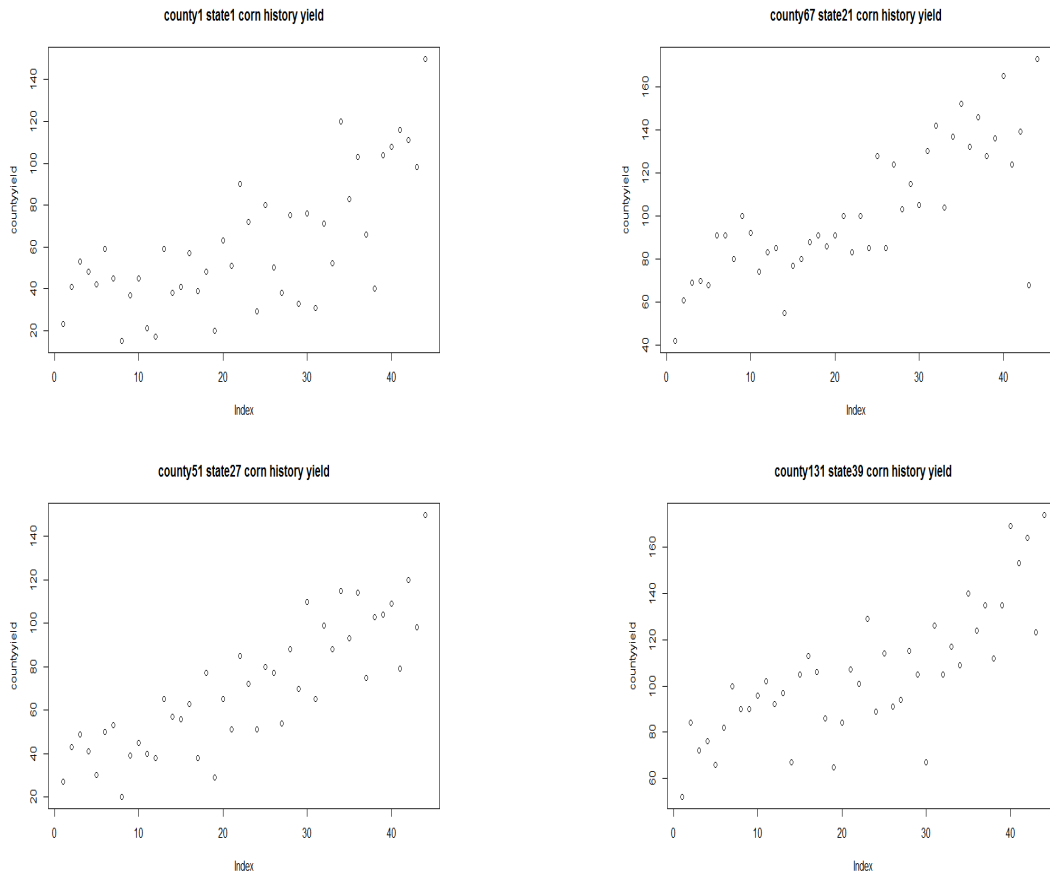 county1 state1 corn history yield
140
120
100
80
60
40
20
countyyield
0 10 20 30 40
Index
county67 state21 corn history yield
160
140
120
100
80
60
40
countyyield
0 10 20 30 40
Index
county51 state27 corn history yield
140
120
100
80
60
40
20
countyyield
0 10 20 30 40
Index
county131 state39 corn history yield
160
140
120
100
80
60
countyyield
0 10 20 30 40
Index